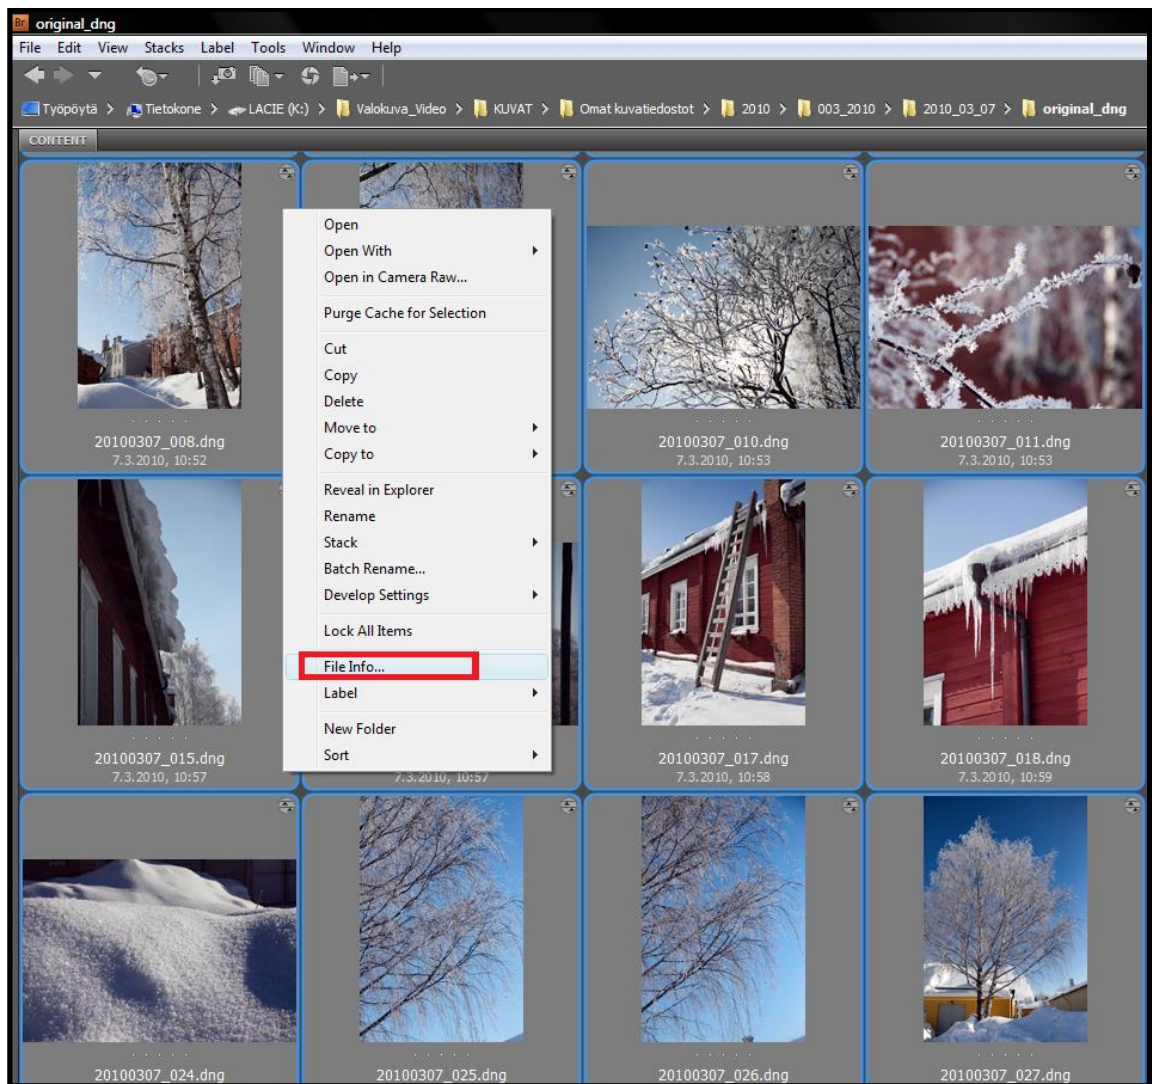 Br original_dng
File Edit View Stacks Label Tools Window Help
Työpöytä > Tietokone > LACIE (K:) > Valokuva_Video > KUVAT > Omat kuvatiedostot > 2010 > 003_2010 > 2010_03_07 > original_dng
CONTENT
Open
Open With
Open in Camera Raw...
Purge Cache for Selection
Cut
Copy
Delete
Move to
Copy to
Reveal in Explorer
Rename
Stack
Batch Rename...
Develop Settings
Lock All Items
File Info...
Label
New Folder
Sort
20100307_008.dng
7.3.2010, 10:52
20100307_010.dng
7.3.2010, 10:53
20100307_011.dng
7.3.2010, 10:53
20100307_015.dng
7.3.2010, 10:57
7.3.2010, 10:57
20100307_017.dng
7.3.2010, 10:58
20100307_018.dng
7.3.2010, 10:59
20100307_024.dng
20100307_025.dng
20100307_026.dng
20100307_027.dng